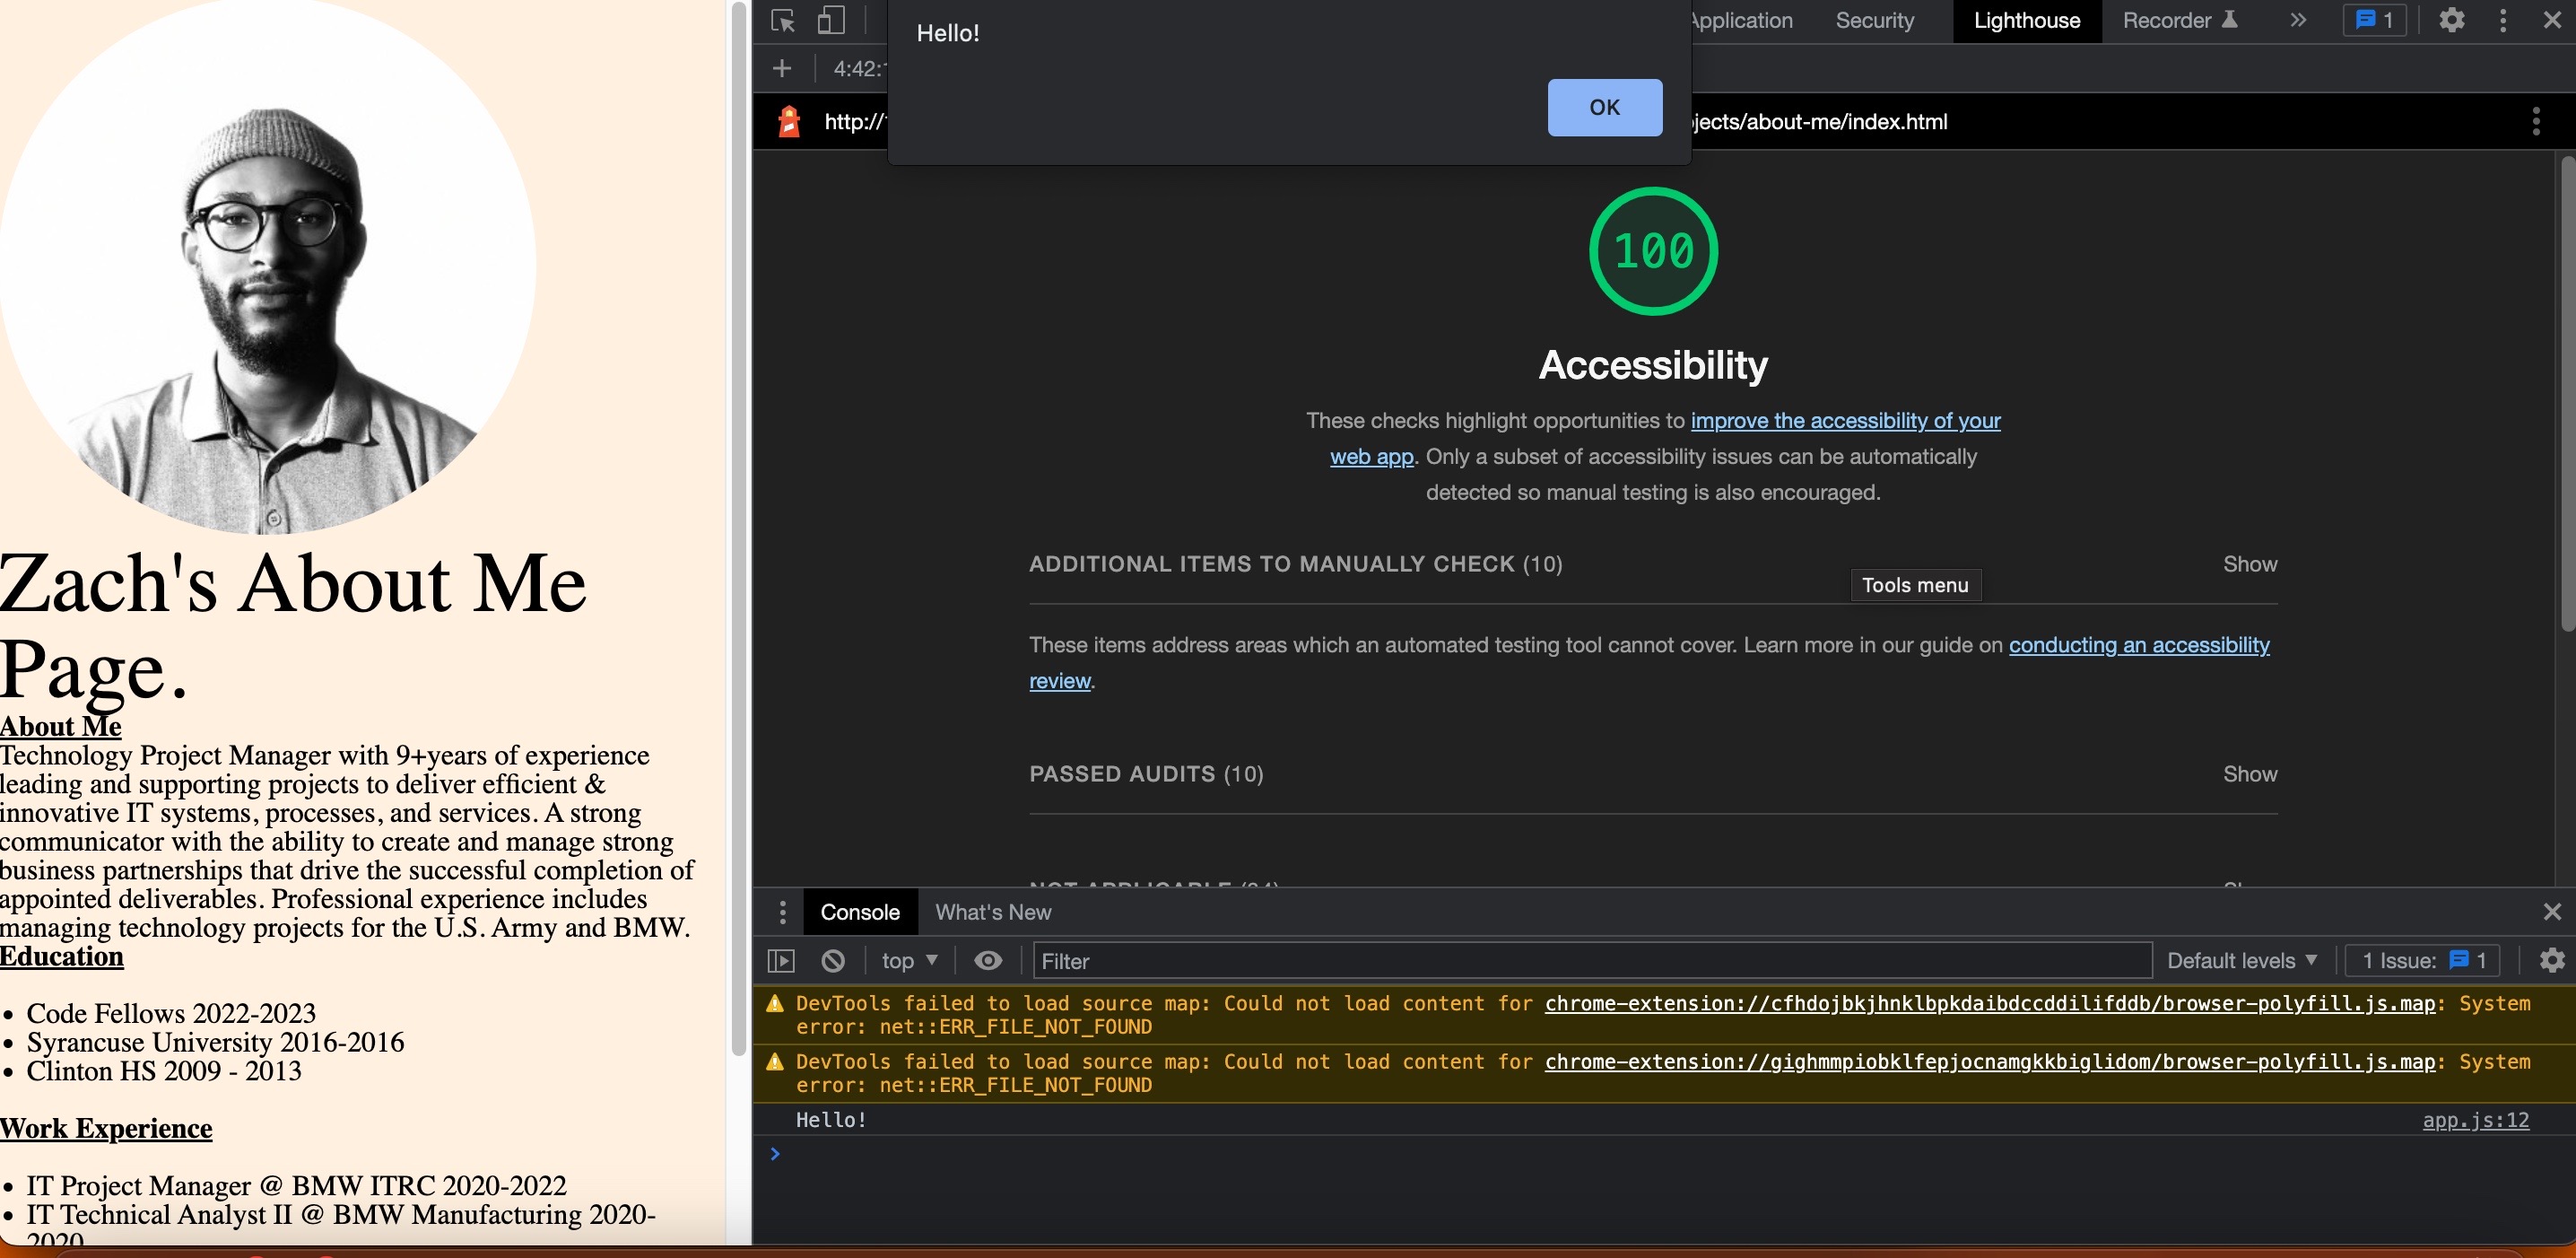 Zach's About Me
Page.
About Me
Technology Project Manager with 9+years of experience
leading and supporting projects to deliver efficient &
innovative IT systems, processes, and services. A strong
communicator with the ability to create and manage strong
business partnerships that drive the successful completion of
appointed deliverables. Professional experience includes
managing technology projects for the U.S. Army and BMW.
Education
• Code Fellows 2022-2023
• Syrancuse University 2016-2016
• Clinton HS 2009 - 2013
Work Experience
• IT Project Manager @ BMW ITRC 2020-2022
• IT Technical Analyst II @ BMW Manufacturing 2020-
2020
Hello!
OK
Application Security Lighthouse Recorder 1
4:42:
http:// jects/about-me/index.html
100
Accessibility
These checks highlight opportunities to improve the accessibility of your
web app. Only a subset of accessibility issues can be automatically
detected so manual testing is also encouraged.
ADDITIONAL ITEMS TO MANUALLY CHECK (10) Show
Tools menu
These items address areas which an automated testing tool cannot cover. Learn more in our guide on conducting an accessibility
review.
PASSED AUDITS (10) Show
NOT APPLICABLE
Console What's New
top Filter Default levels 1 Issue: 1
DevTools failed to load source map: Could not load content for chrome-extension://cfhdojbkjhnklbpkdaibdccddilifddb/browser-polyfill.js.map: System
error: net::ERR_FILE_NOT_FOUND
DevTools failed to load source map: Could not load content for chrome-extension://gighmmpiobklfepjocnamgkkbiglidom/browser-polyfill.js.map: System
error: net::ERR_FILE_NOT_FOUND
Hello! app.js:12